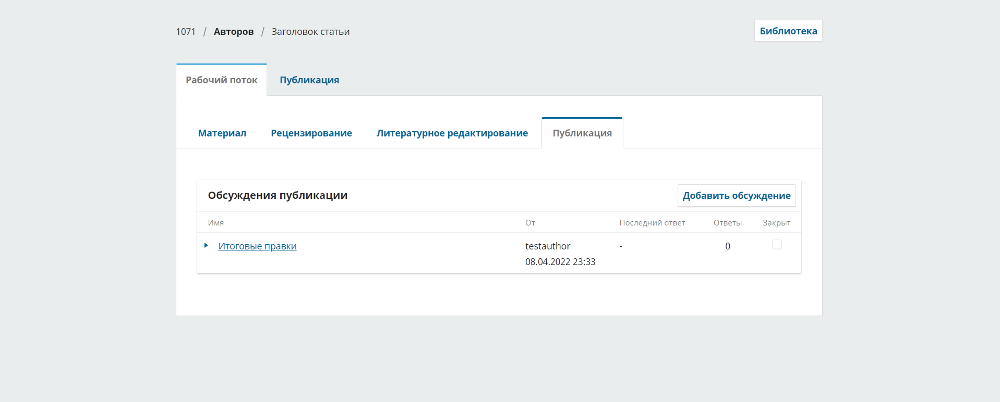 1071 / Авторов / Заголовок статьи
Библиотека
Рабочий поток Публикация
Материал Рецензирование Литературное редактирование Публикация
Обсуждения публикации Добавить обсуждение
Имя От Последний ответ Ответы Закрыт
Итоговые правки testauthor - 0
08.04.2022 23:33